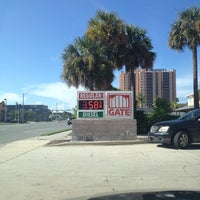 REGULAR
3.58
DIESEL
GATE